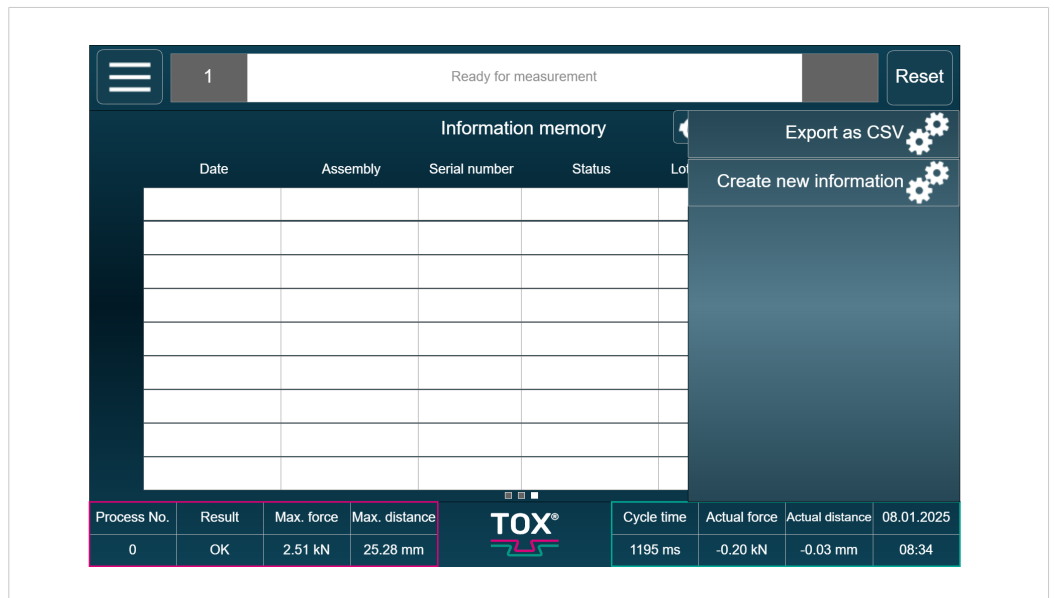 1 Ready for measurement Reset
Information memory
Export as CSV
Date Assembly Serial number Status Lot
Create new information
Process No. Result Max. force Max. distance TOX® Cycle time Actual force Actual distance 08.01.2025
0 OK 2.51 kN 25.28 mm 1195 ms -0.20 kN -0.03 mm 08:34